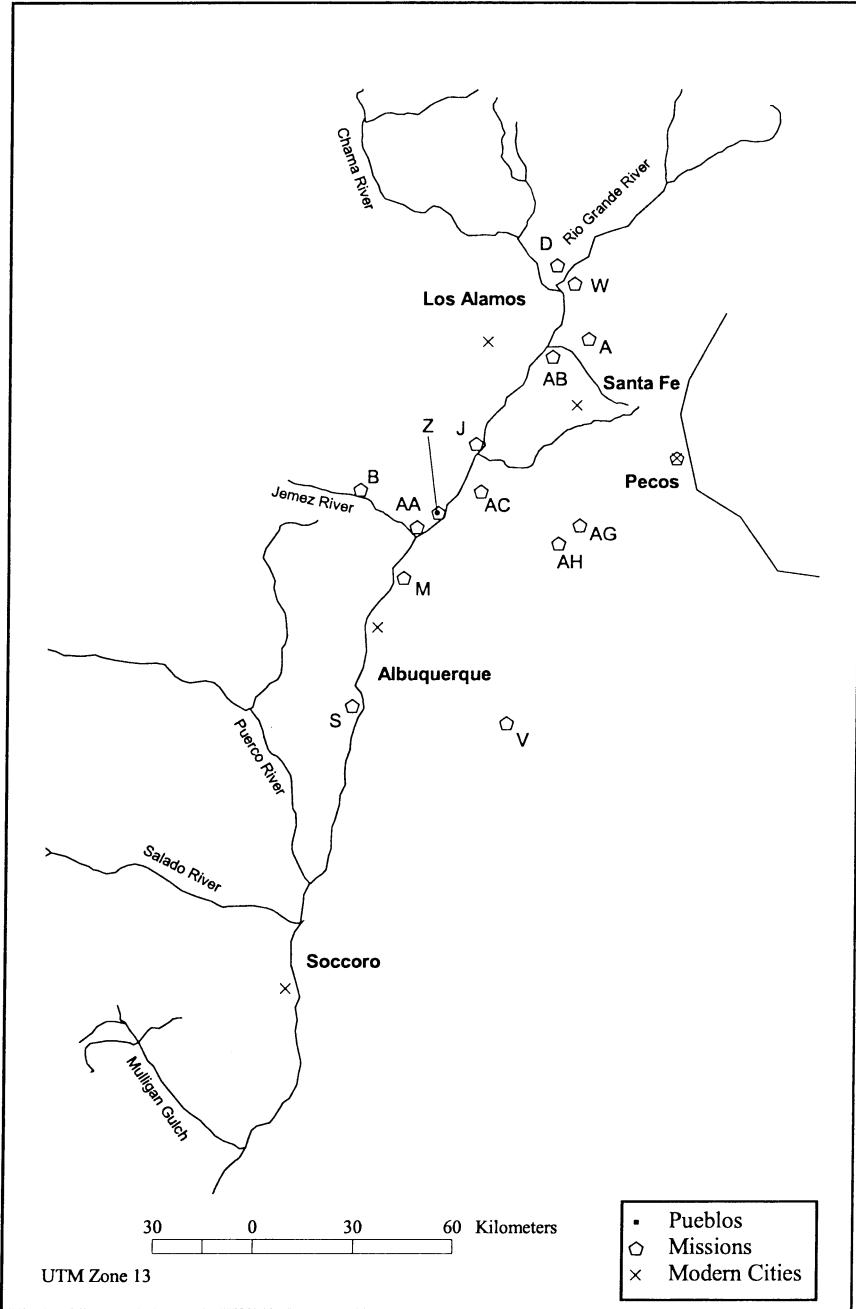 Chama River
Rio Grande River
D
W
Los Alamos
A
AB
Santa Fe
Z
J
B
Pecos
Jemez River
AA
AC
AG
AH
M
Albuquerque
S
V
Puerco River
Salado River
Soccoro
Mulligan Gulch
30 0 30 60 Kilometers
UTM Zone 13
Pueblos
Missions
Modern Cities